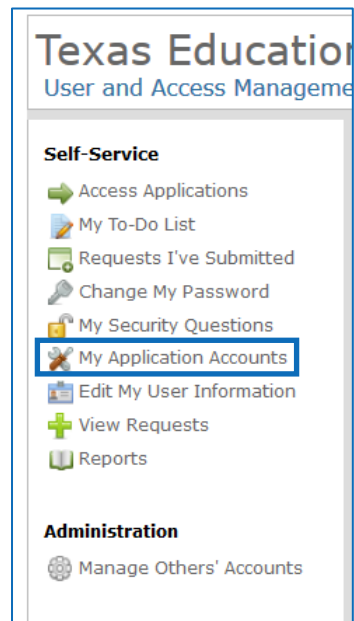 Texas Education
User and Access Manageme
Self-Service
Access Applications
My To-Do List
Requests I've Submitted
Change My Password
My Security Questions
My Application Accounts
Edit My User Information
View Requests
Reports
Administration
Manage Others' Accounts